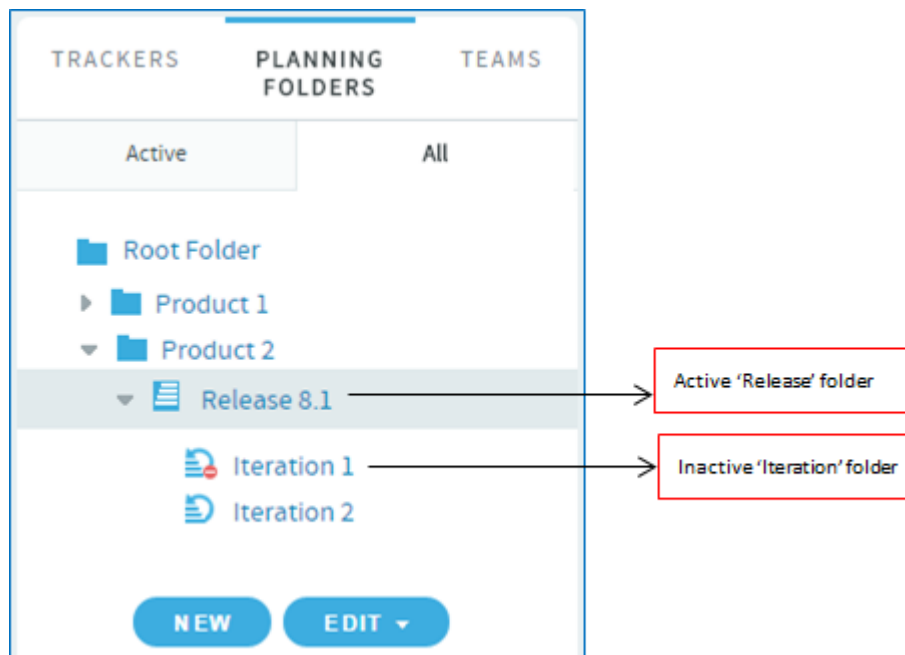 TRACKERS
PLANNING
FOLDERS
TEAMS
Active
All
Root Folder
Product 1
Product 2
Release 8.1
Active ‘Release’ folder
Iteration 1
Inactive ‘Iteration’ folder
Iteration 2
NEW
EDIT